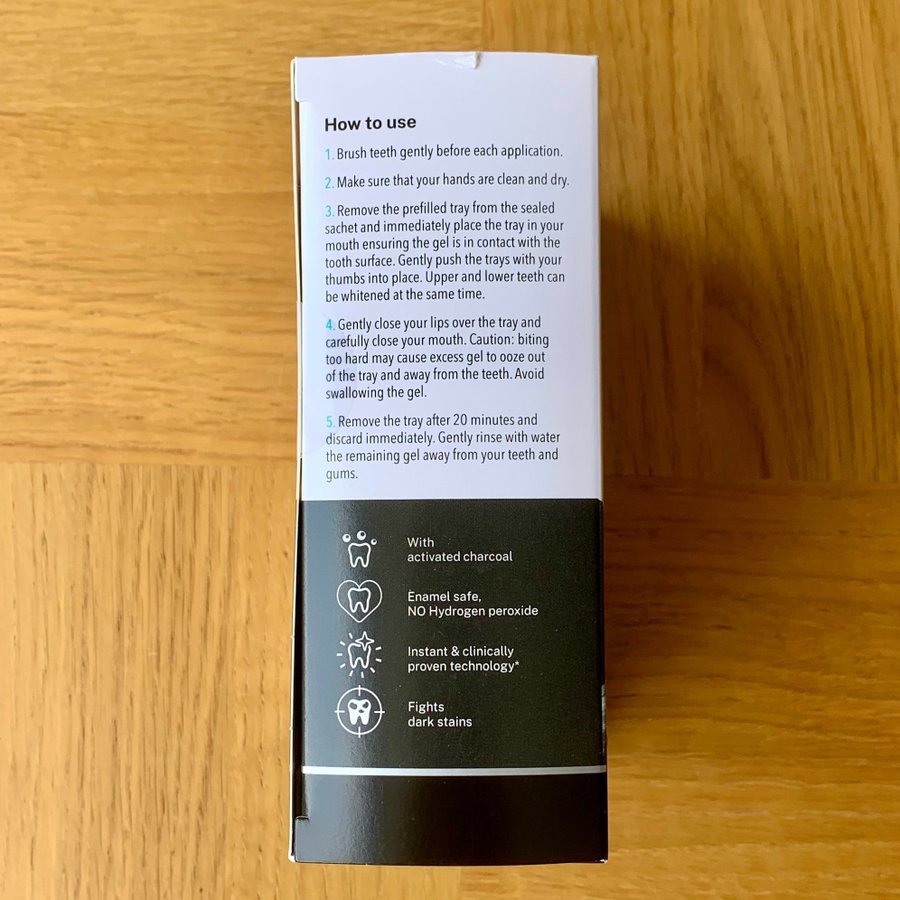 How to use
1. Brush teeth gently before each application.
2. Make sure that your hands are clean and dry.
3. Remove the prefilled tray from the sealed
sachet and immediately place the tray in your
mouth ensuring the gel is in contact with the
tooth surface. Gently push the trays with your
thumbs into place. Upper and lower teeth can
be whitened at the same time.
4. Gently close your lips over the tray and
carefully close your mouth. Caution: biting
too hard may cause excess gel to ooze out
of the tray and away from the teeth. Avoid
swallowing the gel.
5. Remove the tray after 20 minutes and
discard immediately. Gently rinse with water
the remaining gel away from your teeth and
gums.
With
activated charcoal
Enamel safe,
NO Hydrogen peroxide
Instant & clinically
proven technology*
Fights
dark stains